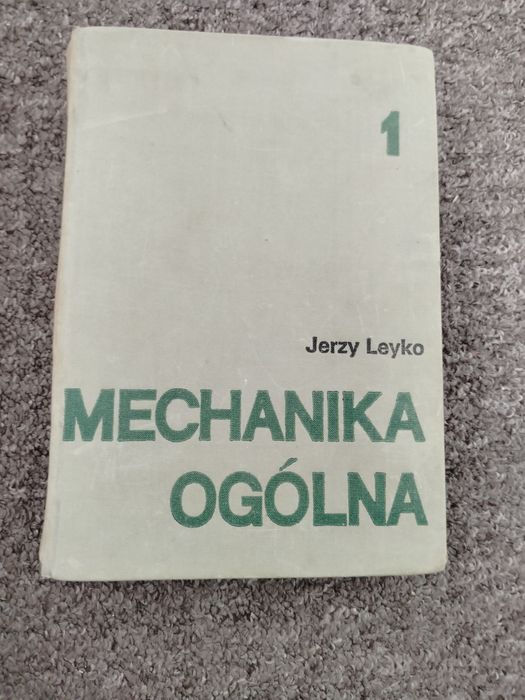 1
Jerzy Leyko
MECHANIKA
OGÓLNA